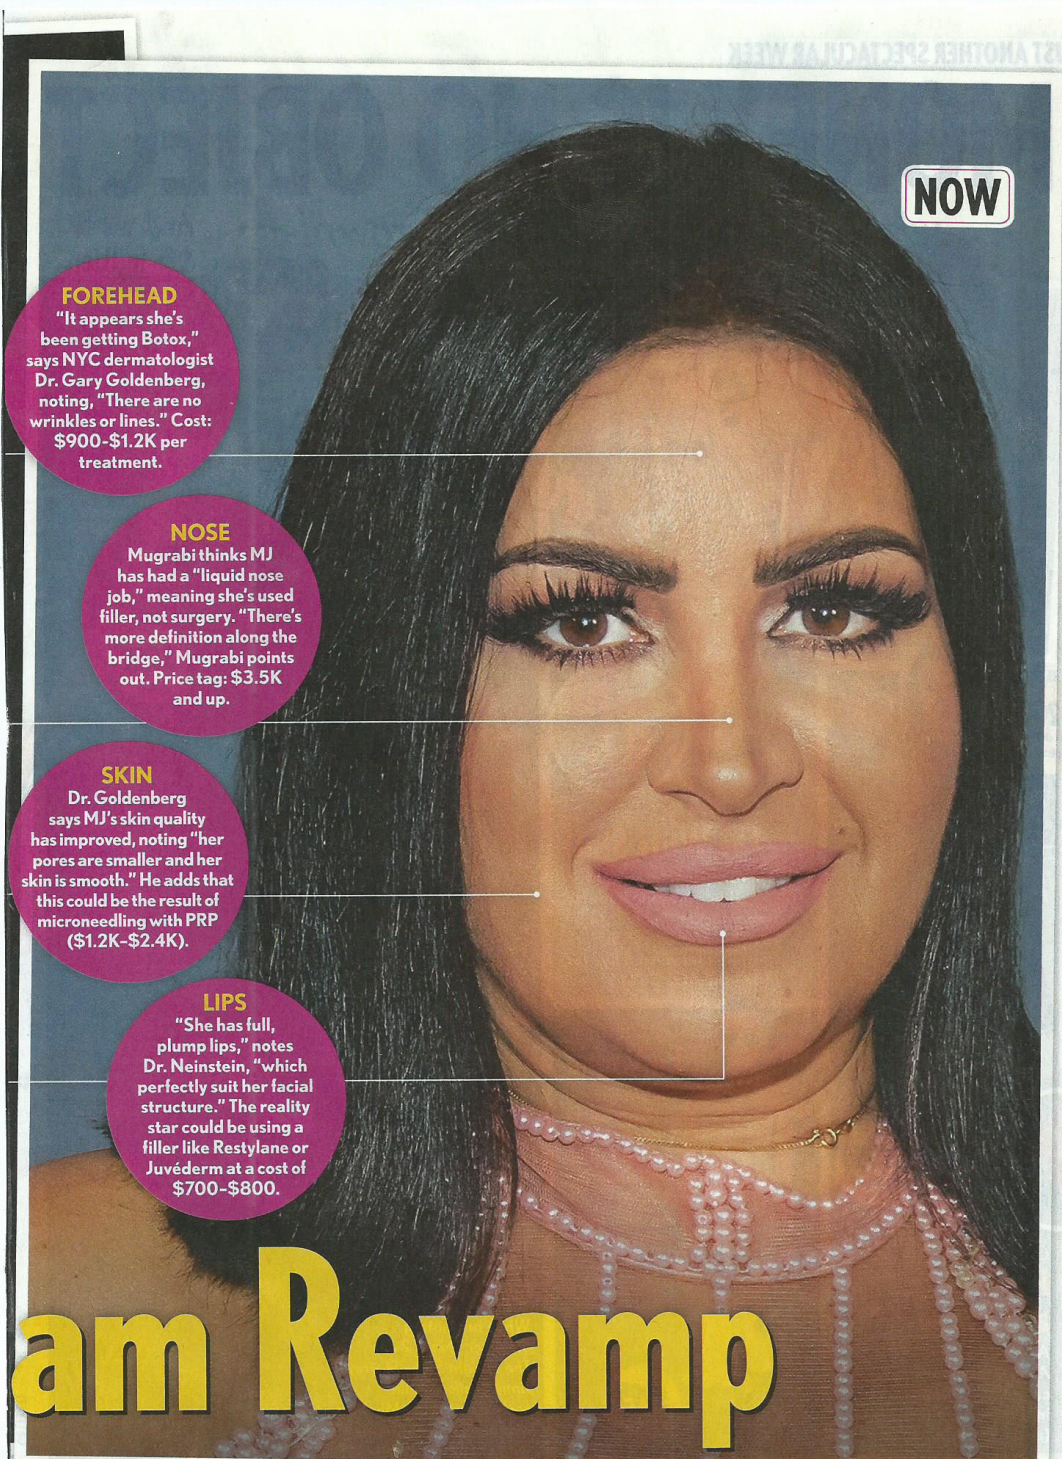 ST ANOTHER SPECTACULAR WEEK
NOW
FOREHEAD
“It appears she’s
been getting Botox,”
says NYC dermatologist
Dr. Gary Goldenberg,
noting, “There are no
wrinkles or lines.” Cost:
$900-$1.2K per
treatment.
NOSE
Mugrabi thinks MJ
has had a “liquid nose
job,” meaning she’s used
filler, not surgery. “There’s
more definition along the
bridge,” Mugrabi points
out. Price tag: $3.5K
and up.
SKIN
Dr. Goldenberg
says MJ’s skin quality
has improved, noting “her
pores are smaller and her
skin is smooth.” He adds that
this could be the result of
microneedling with PRP
($1.2K-$2.4K).
LIPS
“She has full,
plump lips,” notes
Dr. Neinstein, “which
perfectly suit her facial
structure.” The reality
star could be using a
filler like Restylane or
Juvéderm at a cost of
$700-$800.
am Revamp